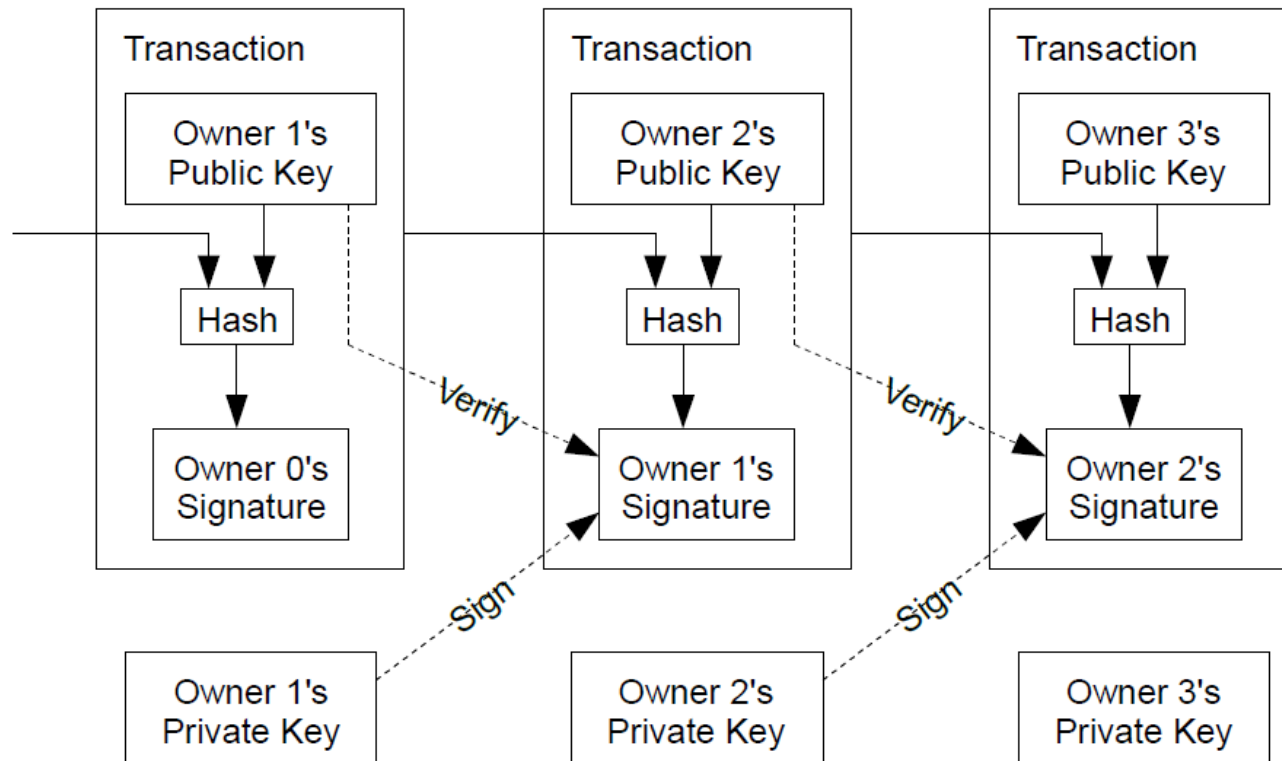 Transaction
Transaction
Transaction
Owner 1's
Public Key
Owner 2's
Public Key
Owner 3's
Public Key
Hash
Hash
Hash
Verify
Verify
Owner 0's
Signature
Owner 1's
Signature
Owner 2's
Signature
Sign
Sign
Owner 1's
Private Key
Owner 2's
Private Key
Owner 3's
Private Key